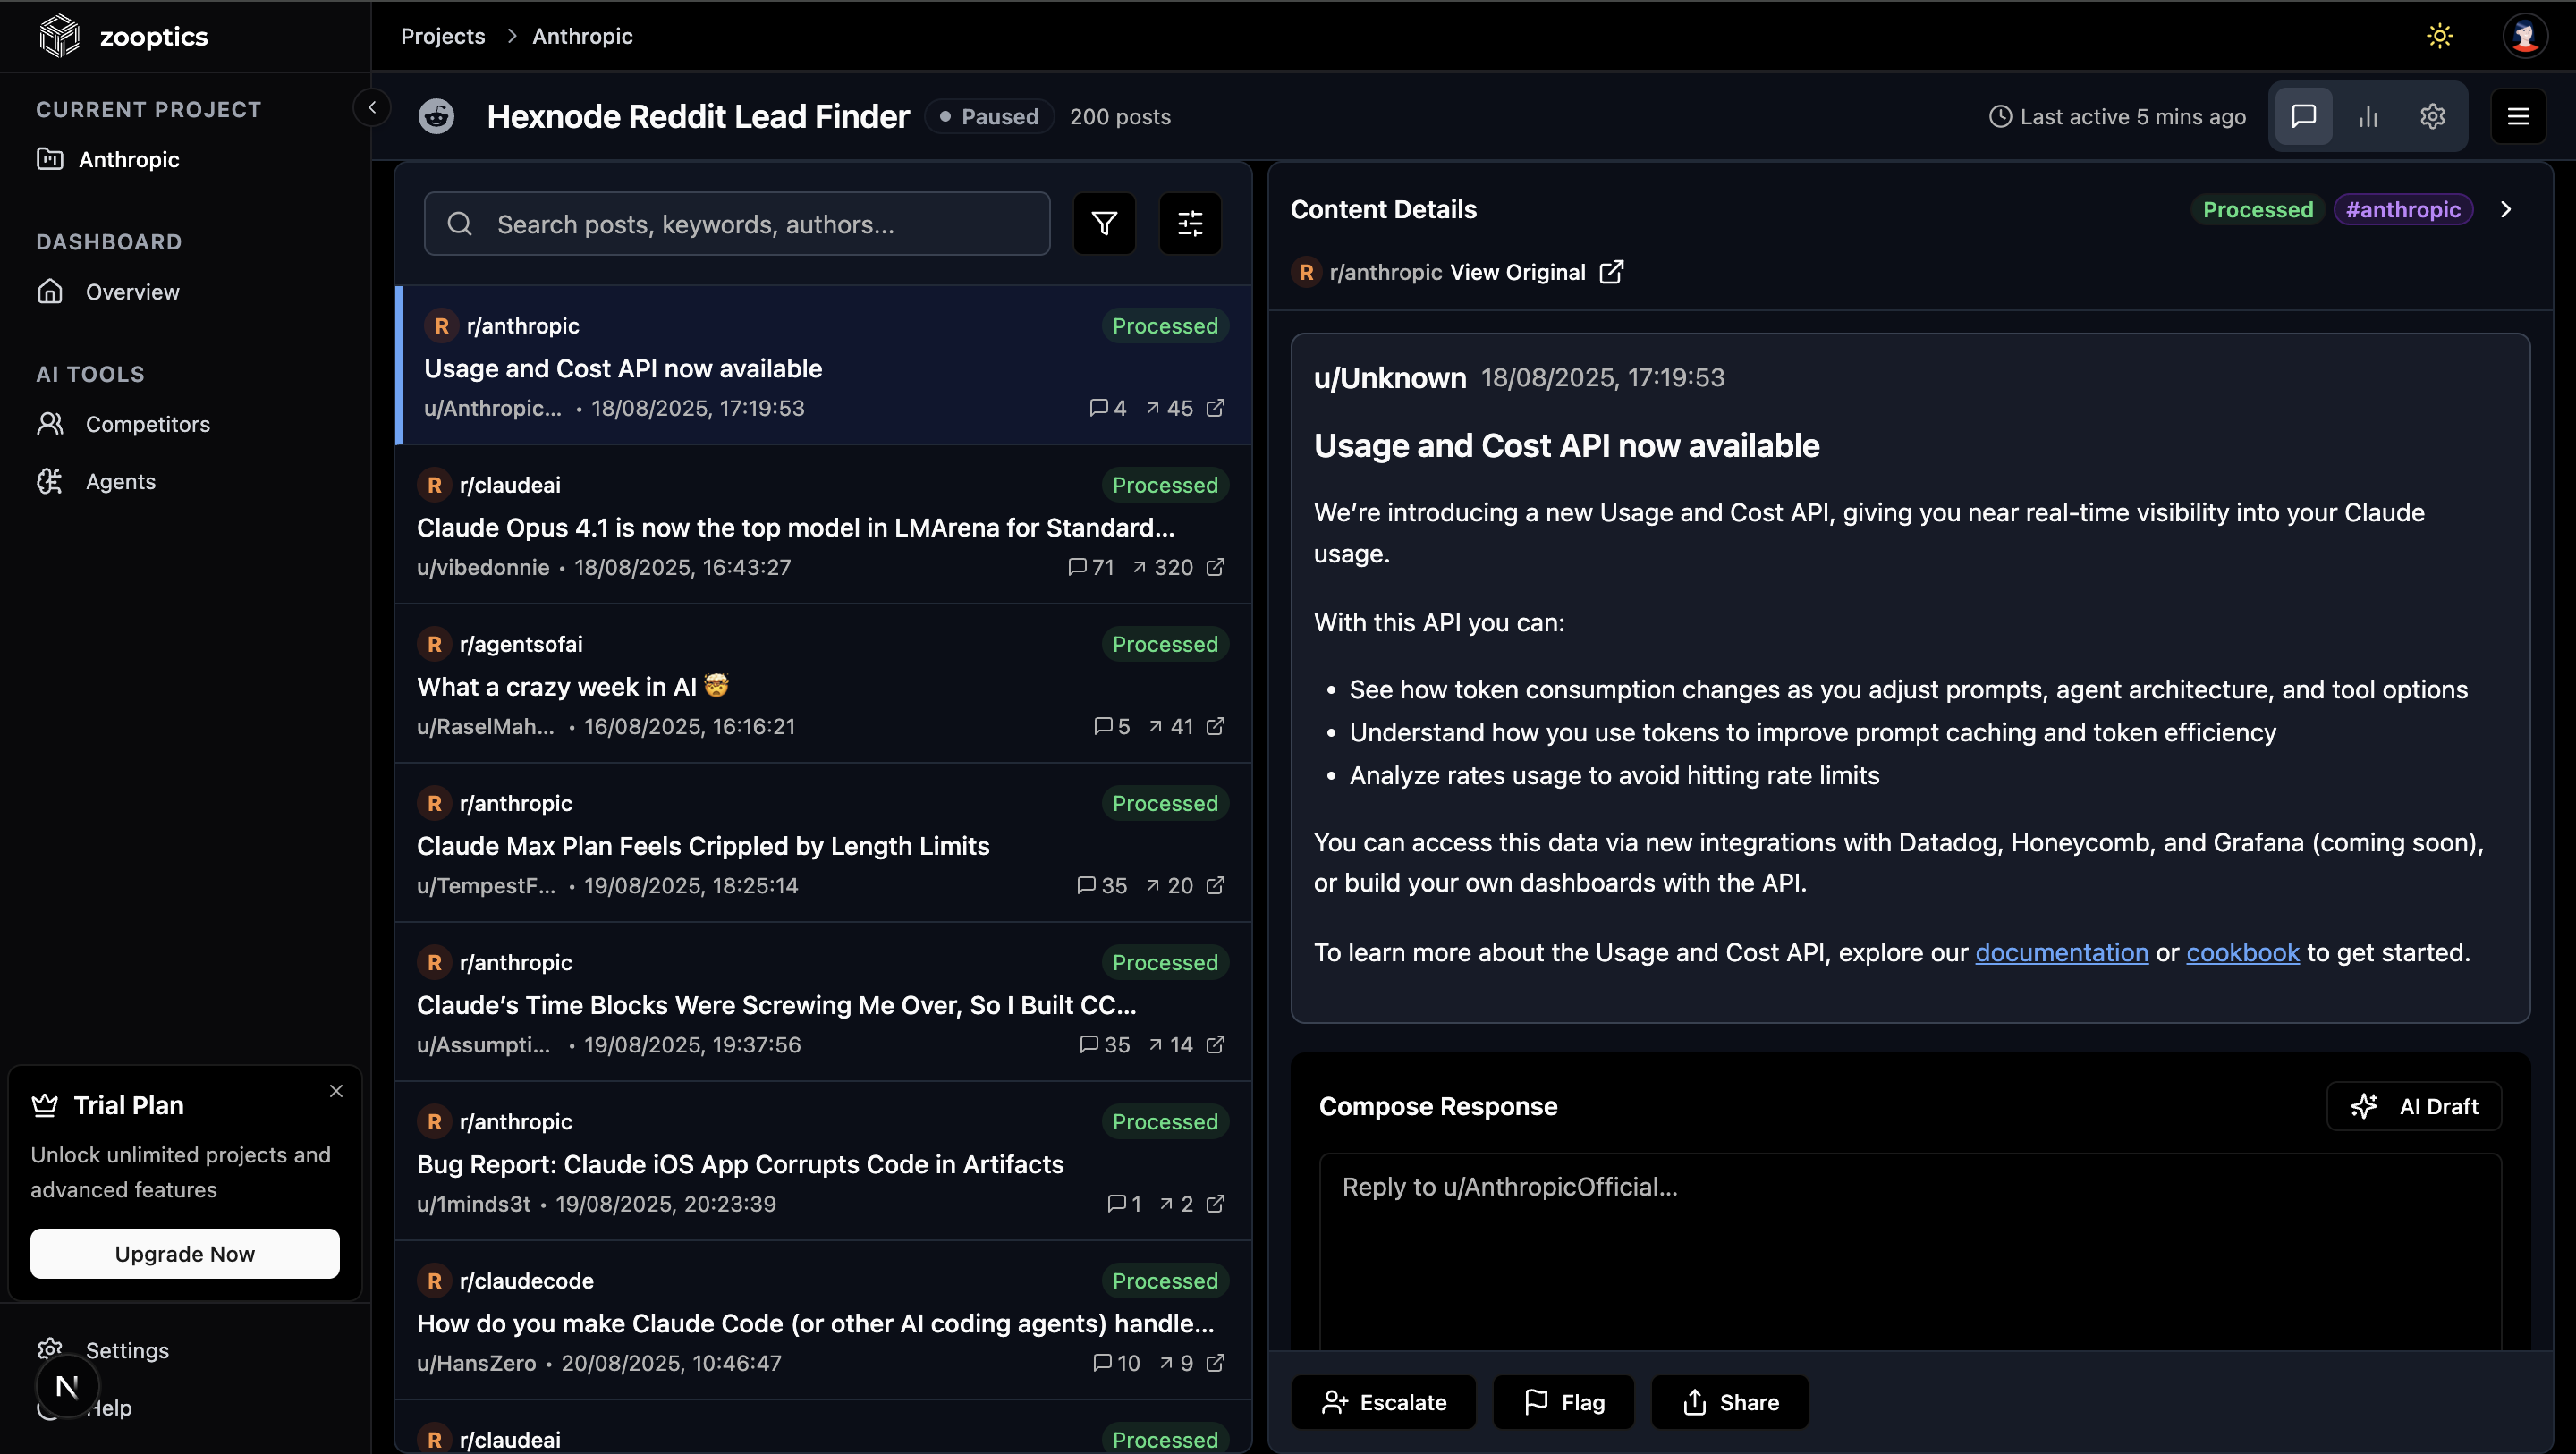 zooptics
Projects > Anthropic
CURRENT PROJECT
Anthropic
DASHBOARD
Overview
AI TOOLS
Competitors
Agents
Trial Plan
Unlock unlimited projects and
advanced features
Upgrade Now
Settings
N
Help
Hexnode Reddit Lead Finder
Paused
200 posts
Last active 5 mins ago
Search posts, keywords, authors...
R r/anthropic Processed
Usage and Cost API now available
u/Anthropic... • 18/08/2025, 17:19:53 4 45
R r/claudeai Processed
Claude Opus 4.1 is now the top model in LMArena for Standard...
u/vibedonnie • 18/08/2025, 16:43:27 71 320
R r/agentsofai Processed
What a crazy week in AI 🤯
u/RaselMah... • 16/08/2025, 16:16:21 5 41
R r/anthropic Processed
Claude Max Plan Feels Crippled by Length Limits
u/TempestF... • 19/08/2025, 18:25:14 35 20
R r/anthropic Processed
Claude’s Time Blocks Were Screwing Me Over, So I Built CC...
u/Assumpti... • 19/08/2025, 19:37:56 35 14
R r/anthropic Processed
Bug Report: Claude iOS App Corrupts Code in Artifacts
u/1minds3t • 19/08/2025, 20:23:39 1 2
R r/claudecode Processed
How do you make Claude Code (or other AI coding agents) handle...
u/HansZero • 20/08/2025, 10:46:47 10 9
R r/claudeai Processed
Content Details
Processed
#anthropic
R r/anthropic View Original
u/Unknown 18/08/2025, 17:19:53
Usage and Cost API now available
We’re introducing a new Usage and Cost API, giving you near real-time visibility into your Claude
usage.
With this API you can:
• See how token consumption changes as you adjust prompts, agent architecture, and tool options
• Understand how you use tokens to improve prompt caching and token efficiency
• Analyze rates usage to avoid hitting rate limits
You can access this data via new integrations with Datadog, Honeycomb, and Grafana (coming soon),
or build your own dashboards with the API.
To learn more about the Usage and Cost API, explore our documentation or cookbook to get started.
Compose Response
AI Draft
Reply to u/AnthropicOfficial...
Escalate
Flag
Share